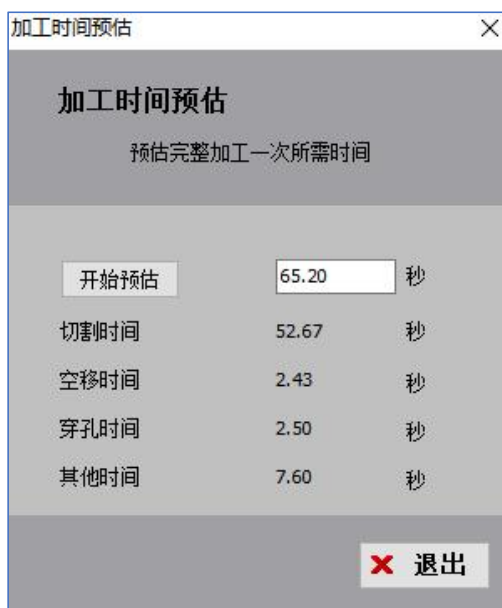 加工时间预估
加工时间预估
预估完整加工一次所需时间
开始预估 65.20 秒
切割时间 52.67 秒
空移时间 2.43 秒
穿孔时间 2.50 秒
其他时间 7.60 秒
退出